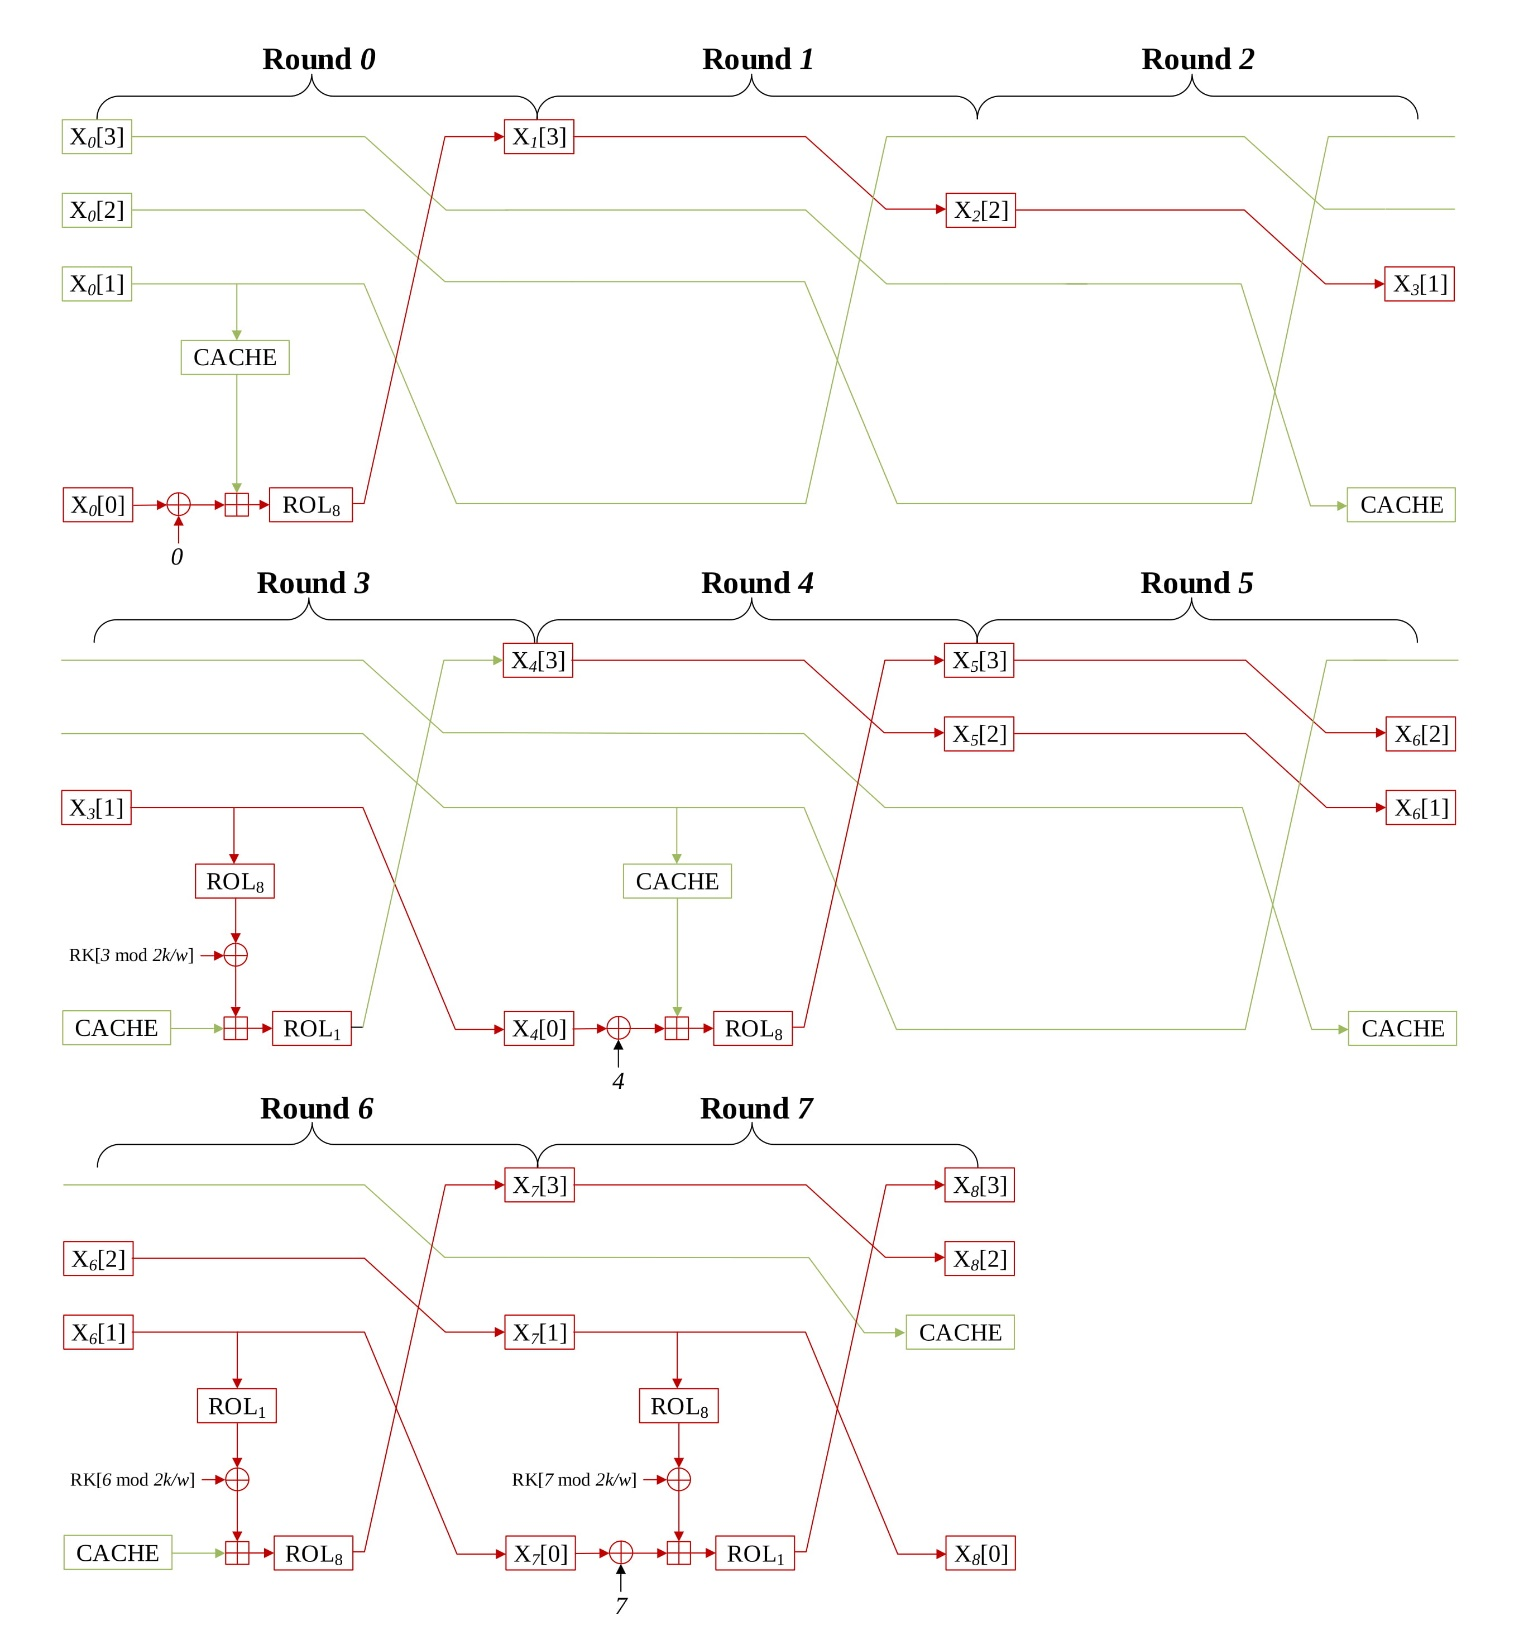 Round 0 Round 1 Round 2
X0[3] X1[3]
X0[2] X2[2]
X0[1] X3[1]
CACHE
X0[0] ROL8 CACHE
0
Round 3 Round 4 Round 5
X4[3] X5[3]
X5[2] X6[2]
X3[1] X6[1]
ROL8 CACHE
RK[3 mod 2k/w]
CACHE ROL1 X4[0] ROL8 CACHE
4
Round 6 Round 7
X7[3] X8[3]
X6[2] X8[2]
X6[1] X7[1] CACHE
ROL1 ROL8
RK[6 mod 2k/w] RK[7 mod 2k/w]
CACHE ROL8 X7[0] ROL1 X8[0]
7